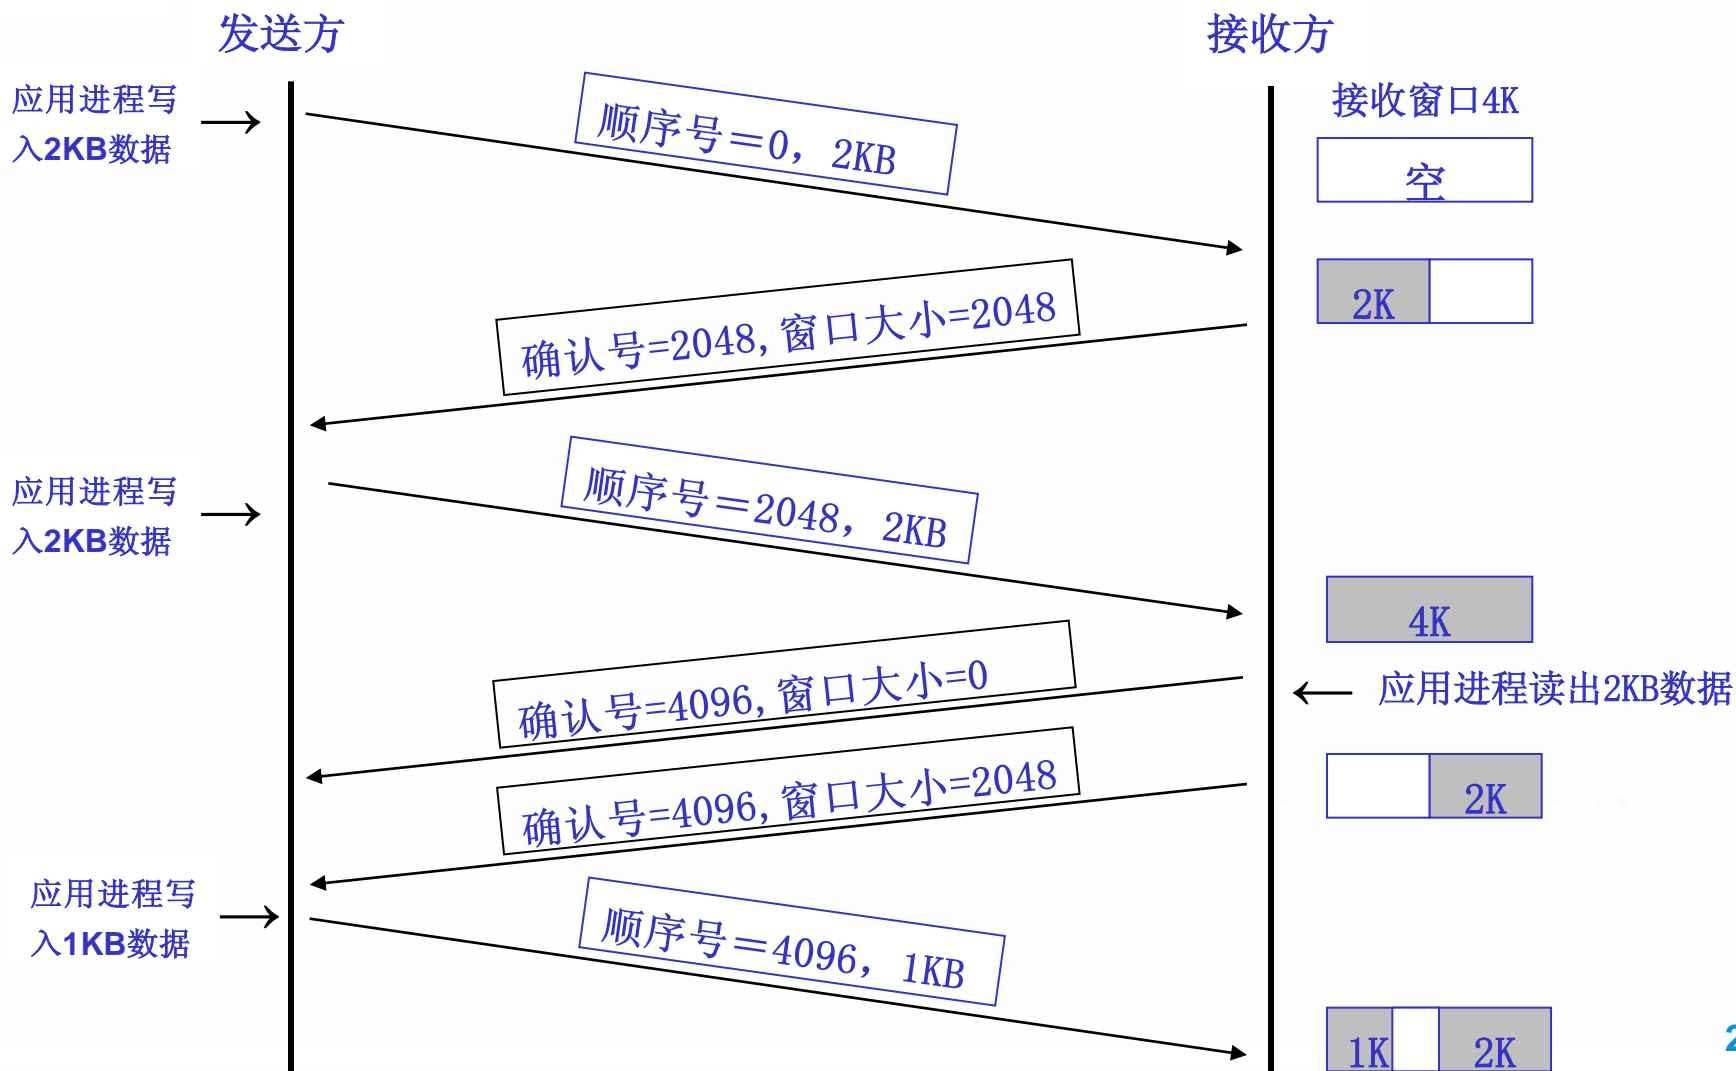 发送方
接收方
应用进程写
入2KB数据
顺序号＝0，2KB
接收窗口4K
空
2K
确认号=2048,窗口大小=2048
应用进程写
入2KB数据
顺序号＝2048，2KB
4K
确认号=4096,窗口大小=0
应用进程读出2KB数据
确认号=4096,窗口大小=2048
2K
应用进程写
入1KB数据
顺序号＝4096，1KB
1K
2K
2